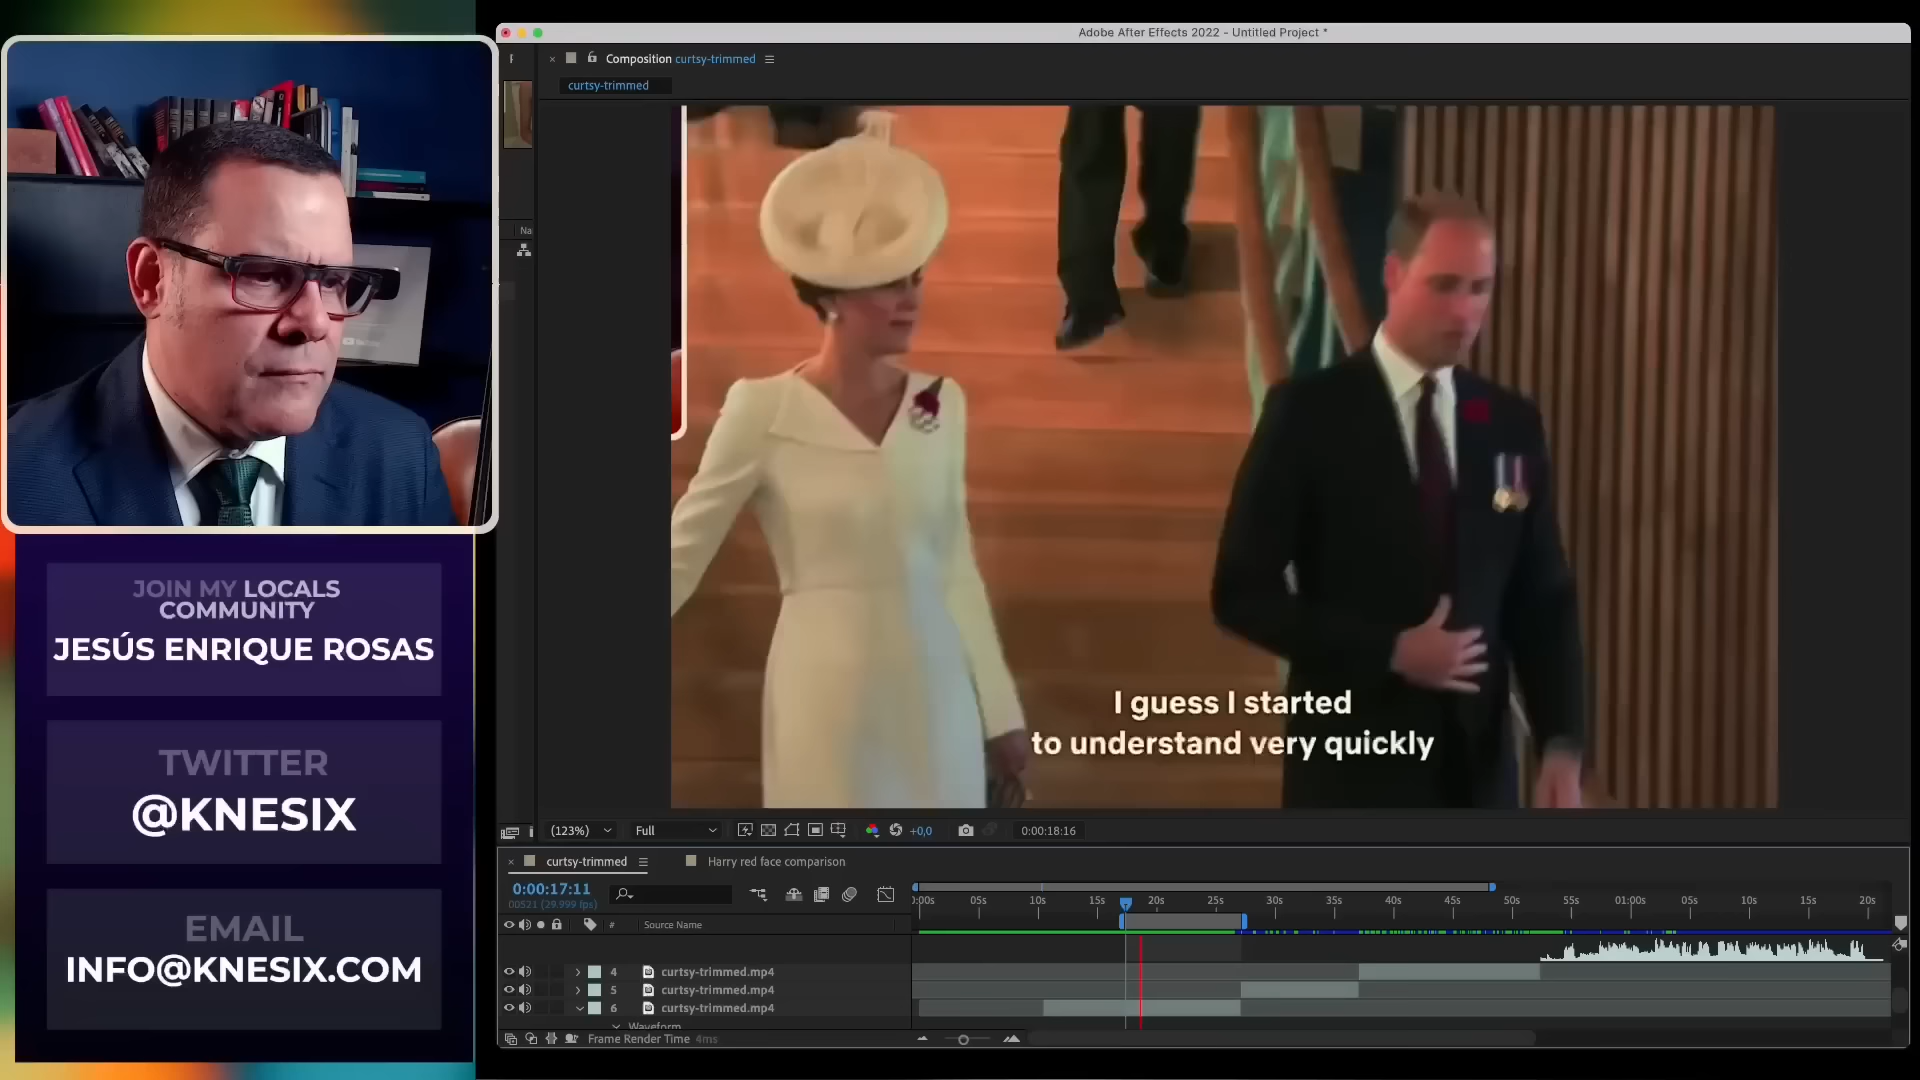 Adobe After Effects 2022 - Untitled Project *
Composition curtsy-trimmed
curtsy-trimmed
Na
I guess I started
to understand very quickly
JOIN MY LOCALS
COMMUNITY
JESÚS ENRIQUE ROSAS
TWITTER
@KNESIX
EMAIL
INFO@KNESIX.COM
(123%)
Full
+0,0
0:00:18:16
curtsy-trimmed
Harry red face comparison
0:00:17:11
00521 (29.999 fps)
0:00s 05s 10s 15s 20s 25s 30s 35s 40s 45s 50s 55s 01:00s 05s 10s 15s 20s
# Source Name
4 curtsy-trimmed.mp4
5 curtsy-trimmed.mp4
6 curtsy-trimmed.mp4
Waveform
Frame Render Time 4ms